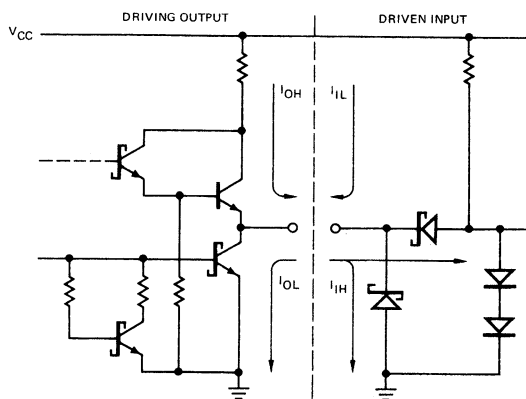 DRIVING OUTPUT
DRIVEN INPUT
VCC
IOH
IIL
IOL
IIH